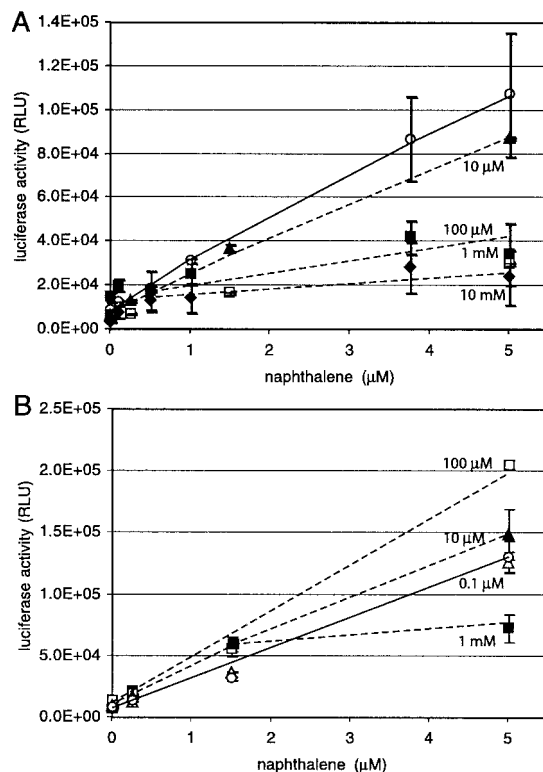 A
1.4E+05
1.2E+05
1.0E+05
8.0E+04
6.0E+04
4.0E+04
2.0E+04
0.0E+00
luciferase activity (RLU)
10 µM
100 µM
1 mM
10 mM
0 1 2 3 4 5
naphthalene (µM)
B
2.5E+05
2.0E+05
1.5E+05
1.0E+05
5.0E+04
0.0E+00
luciferase activity (RLU)
100 µM
10 µM
0.1 µM
1 mM
0 1 2 3 4 5
naphthalene (µM)